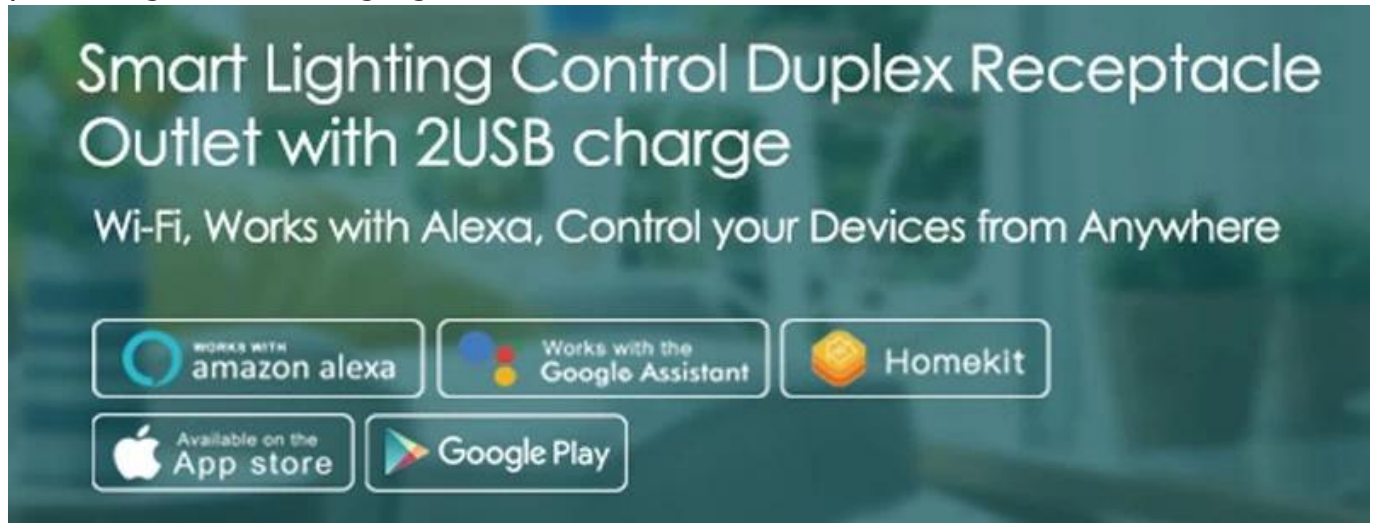 Smart Lighting Control Duplex Receptacle
Outlet with 2USB charge
Wi-Fi, Works with Alexa, Control your Devices from Anywhere
WORKS WITH
amazon alexa
Works with the
Google Assistant
Homekit
Available on the
App store
Google Play